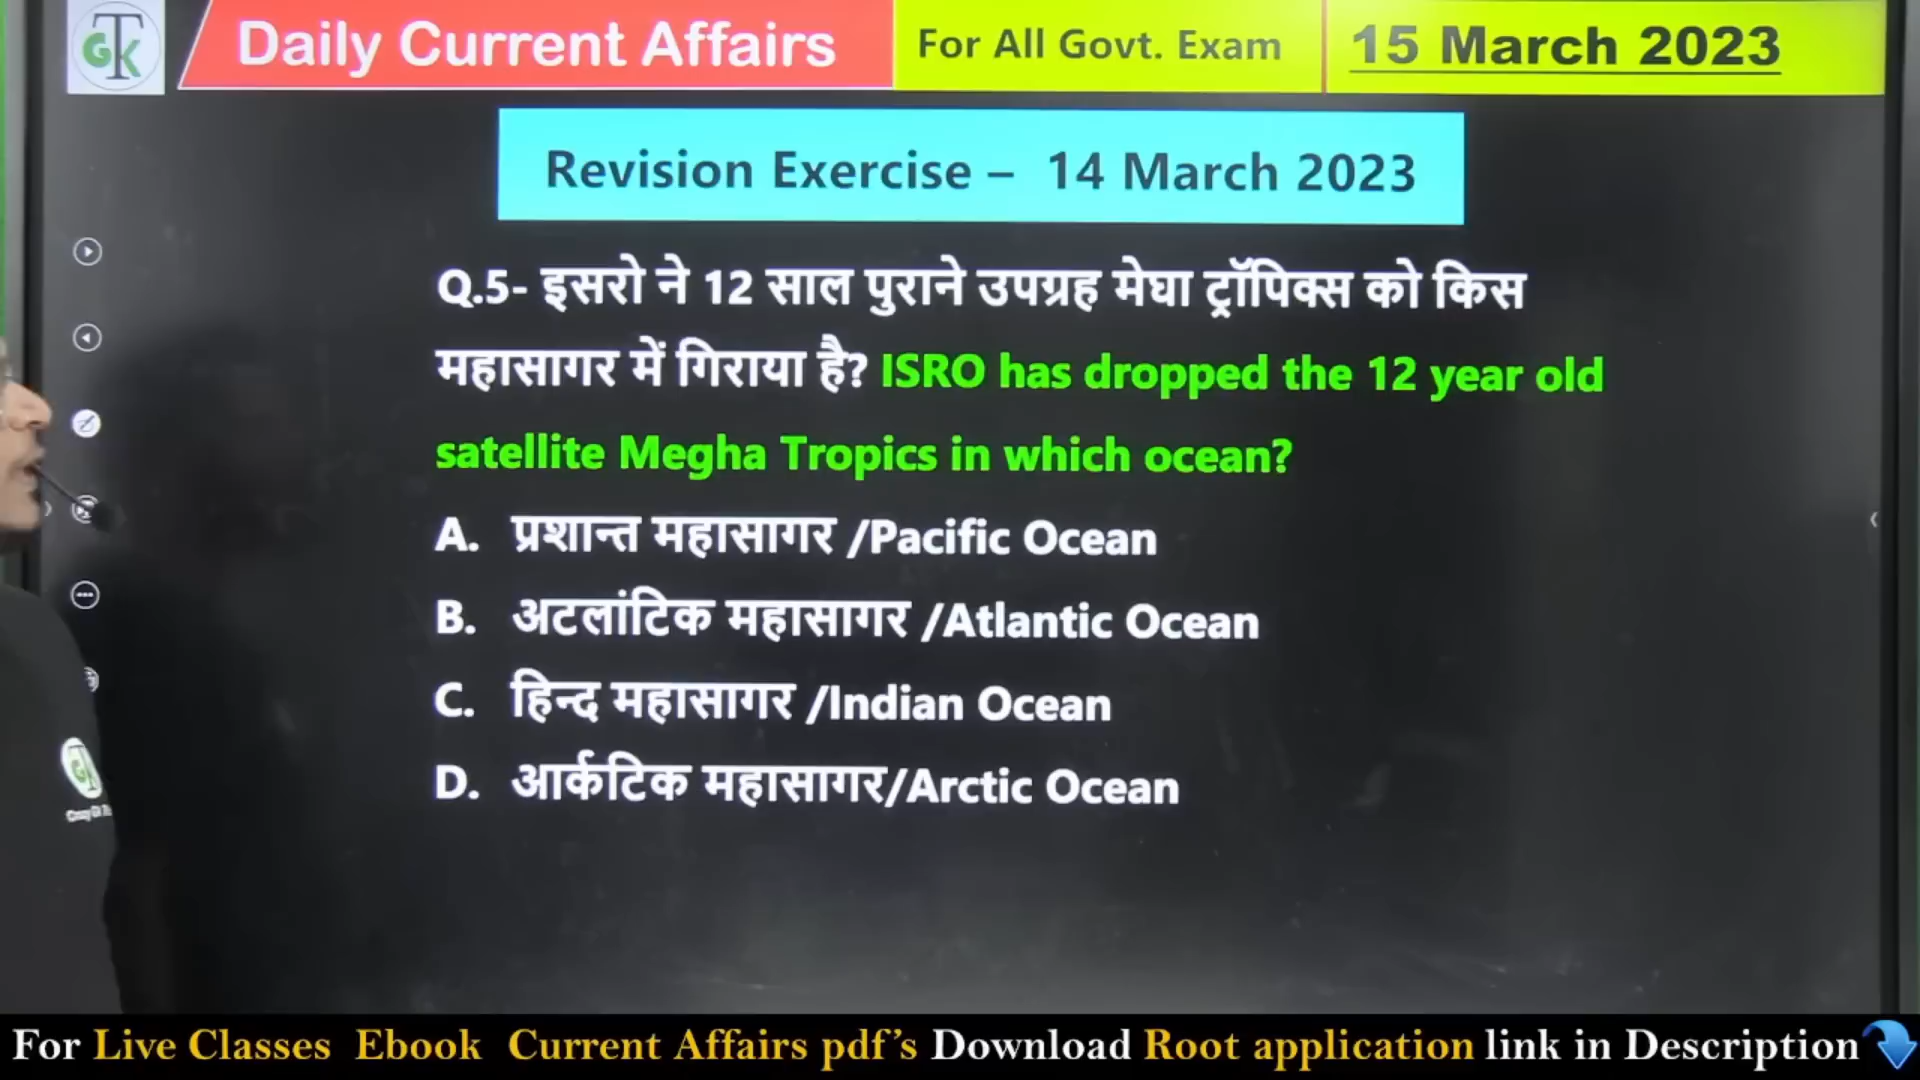 GTK
Daily Current Affairs
For All Govt. Exam
15 March 2023
Revision Exercise – 14 March 2023
Q.5- इसरो ने 12 साल पुराने उपग्रह मेघा ट्रॉपिक्स को किस
महासागर में गिराया है? ISRO has dropped the 12 year old
satellite Megha Tropics in which ocean?
A. प्रशान्त महासागर /Pacific Ocean
B. अटलांटिक महासागर /Atlantic Ocean
C. हिन्द महासागर /Indian Ocean
D. आर्कटिक महासागर/Arctic Ocean
For Live Classes Ebook Current Affairs pdf's Download Root application link in Description